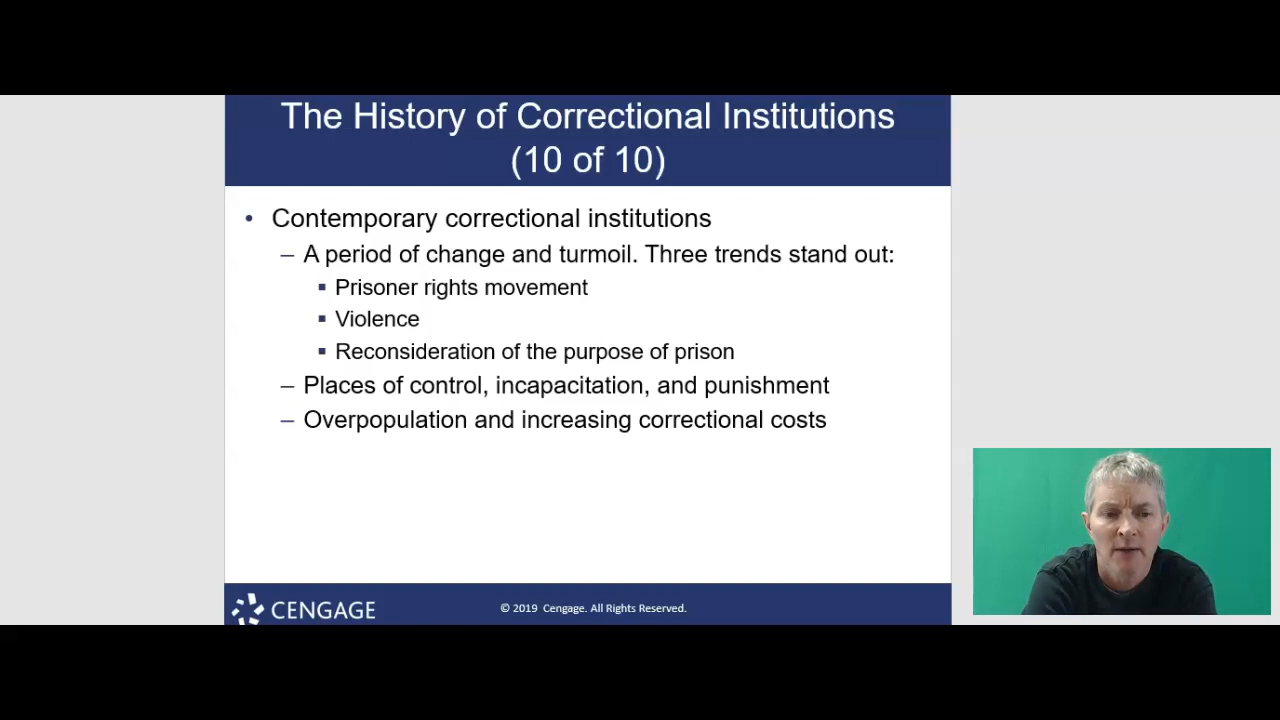 The History of Correctional Institutions
(10 of 10)
• Contemporary correctional institutions
– A period of change and turmoil. Three trends stand out:
▪ Prisoner rights movement
▪ Violence
▪ Reconsideration of the purpose of prison
– Places of control, incapacitation, and punishment
– Overpopulation and increasing correctional costs
CENGAGE
© 2019 Cengage. All Rights Reserved.